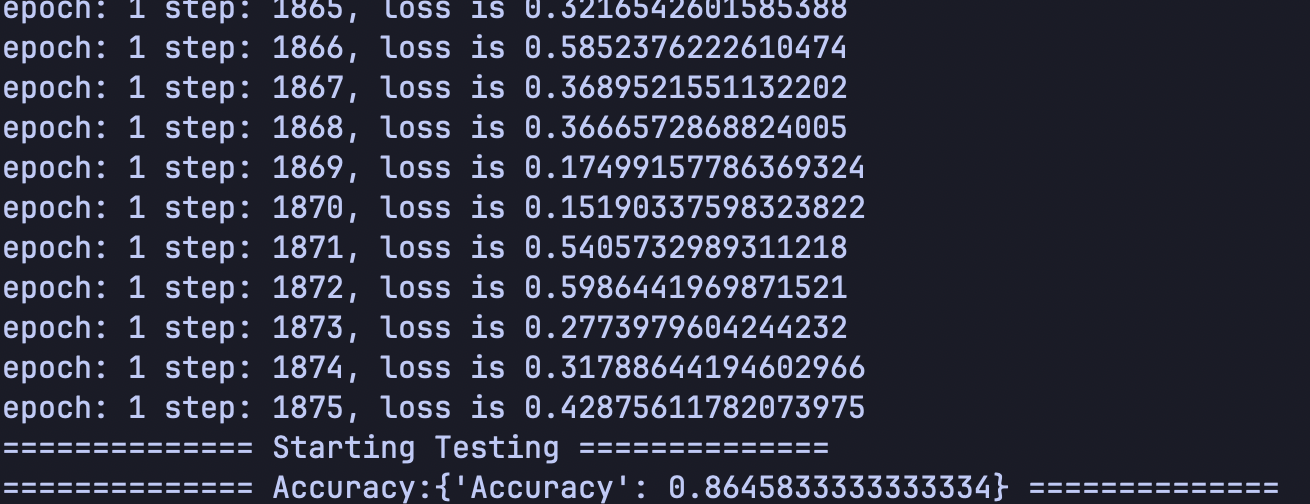 epoch: 1 step: 1865, loss is 0.3216542601585388
epoch: 1 step: 1866, loss is 0.5852376222610474
epoch: 1 step: 1867, loss is 0.3689521551132202
epoch: 1 step: 1868, loss is 0.3666572868824005
epoch: 1 step: 1869, loss is 0.17499157786369324
epoch: 1 step: 1870, loss is 0.15190337598323822
epoch: 1 step: 1871, loss is 0.5405732989311218
epoch: 1 step: 1872, loss is 0.5986441969871521
epoch: 1 step: 1873, loss is 0.2773979604244232
epoch: 1 step: 1874, loss is 0.31788644194602966
epoch: 1 step: 1875, loss is 0.42875611782073975
============== Starting Testing ==============
============== Accuracy:{'Accuracy': 0.8645833333333334} ==============